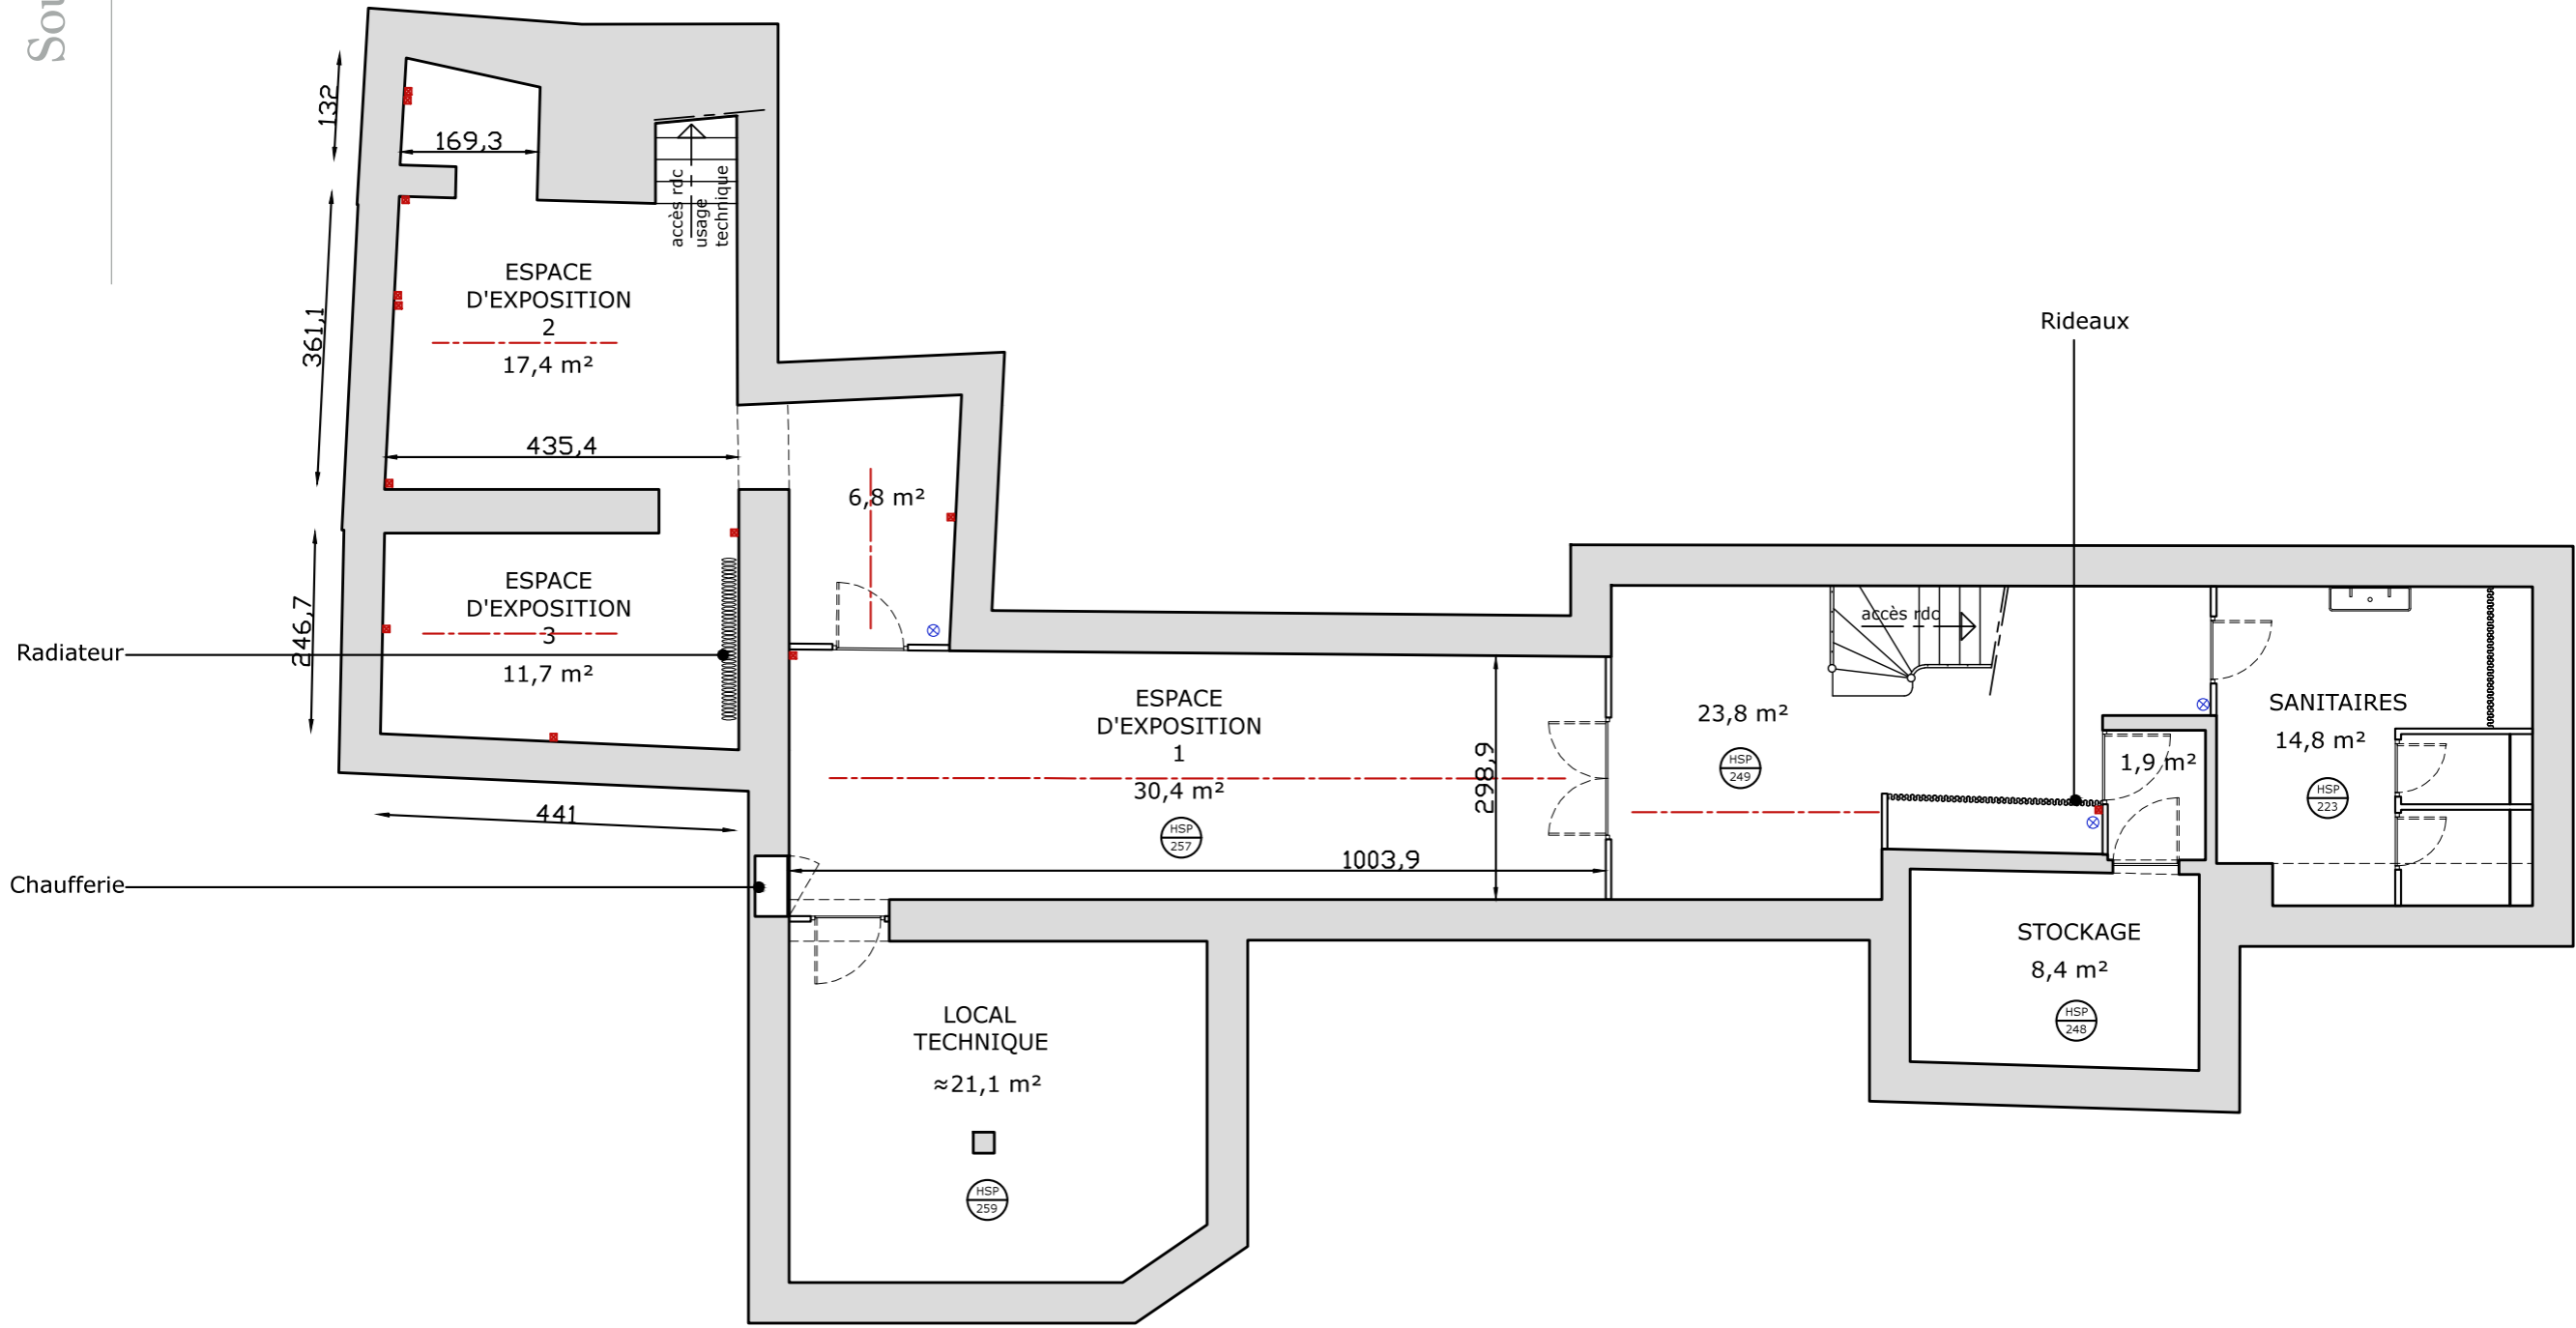 Sou
132
169,3
accès rdc
usage
technique
361,1
ESPACE
D'EXPOSITION
2
17,4 m²
435,4
6,8 m²
Rideaux
246,7
ESPACE
D'EXPOSITION
3
11,7 m²
Radiateur
441
Chaufferie
ESPACE
D'EXPOSITION
1
30,4 m²
HSP
257
298,9
1003,9
accès rdc
23,8 m²
HSP
249
1,9 m²
SANITAIRES
14,8 m²
HSP
223
STOCKAGE
8,4 m²
HSP
248
LOCAL
TECHNIQUE
≈21,1 m²
HSP
259